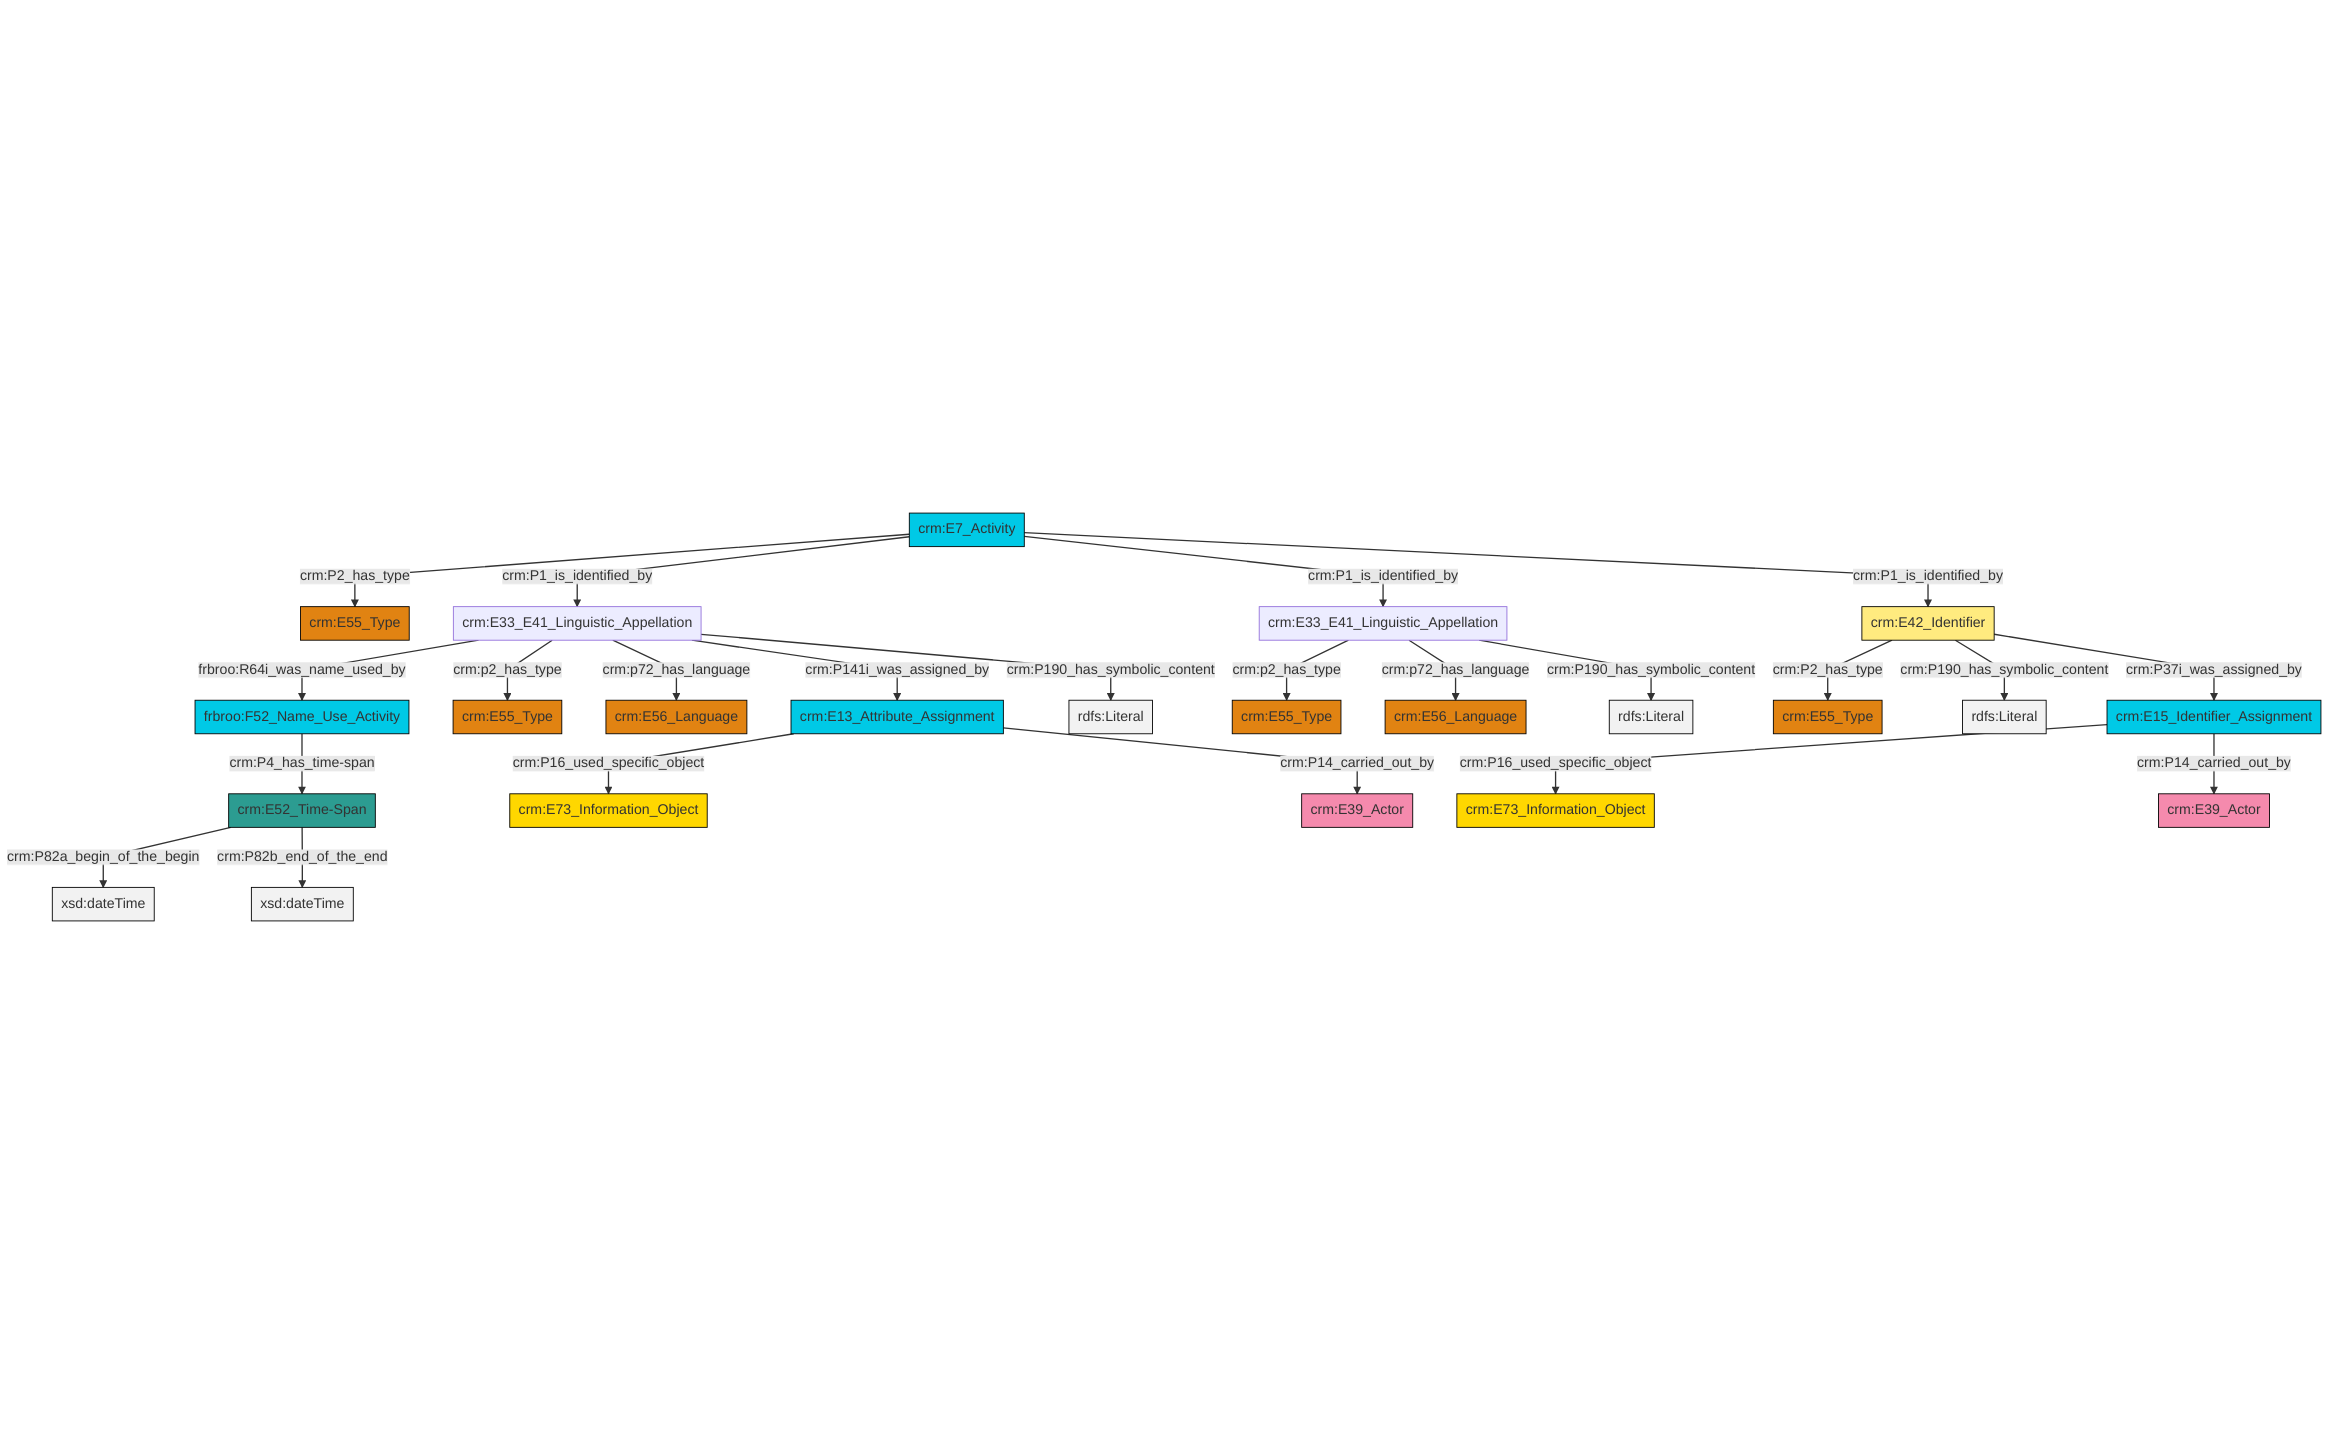 crm:E7_Activity
crm:P2_has_type
crm:P1_is_identified_by
crm:P1_is_identified_by
crm:P1_is_identified_by
crm:E55_Type
crm:E33_E41_Linguistic_Appellation
crm:E33_E41_Linguistic_Appellation
crm:E42_Identifier
frbroo:R64i_was_name_used_by
crm:p2_has_type
crm:p72_has_language
crm:P141i_was_assigned_by
crm:P190_has_symbolic_content
crm:p2_has_type
crm:p72_has_language
crm:P190_has_symbolic_content
crm:P2_has_type
crm:P190_has_symbolic_content
crm:P37i_was_assigned_by
frbroo:F52_Name_Use_Activity
crm:E55_Type
crm:E56_Language
crm:E13_Attribute_Assignment
rdfs:Literal
crm:E55_Type
crm:E56_Language
rdfs:Literal
crm:E55_Type
rdfs:Literal
crm:E15_Identifier_Assignment
crm:P4_has_time-span
crm:P16_used_specific_object
crm:P14_carried_out_by
crm:P16_used_specific_object
crm:P14_carried_out_by
crm:E52_Time-Span
crm:E73_Information_Object
crm:E39_Actor
crm:E73_Information_Object
crm:E39_Actor
crm:P82a_begin_of_the_begin
crm:P82b_end_of_the_end
xsd:dateTime
xsd:dateTime